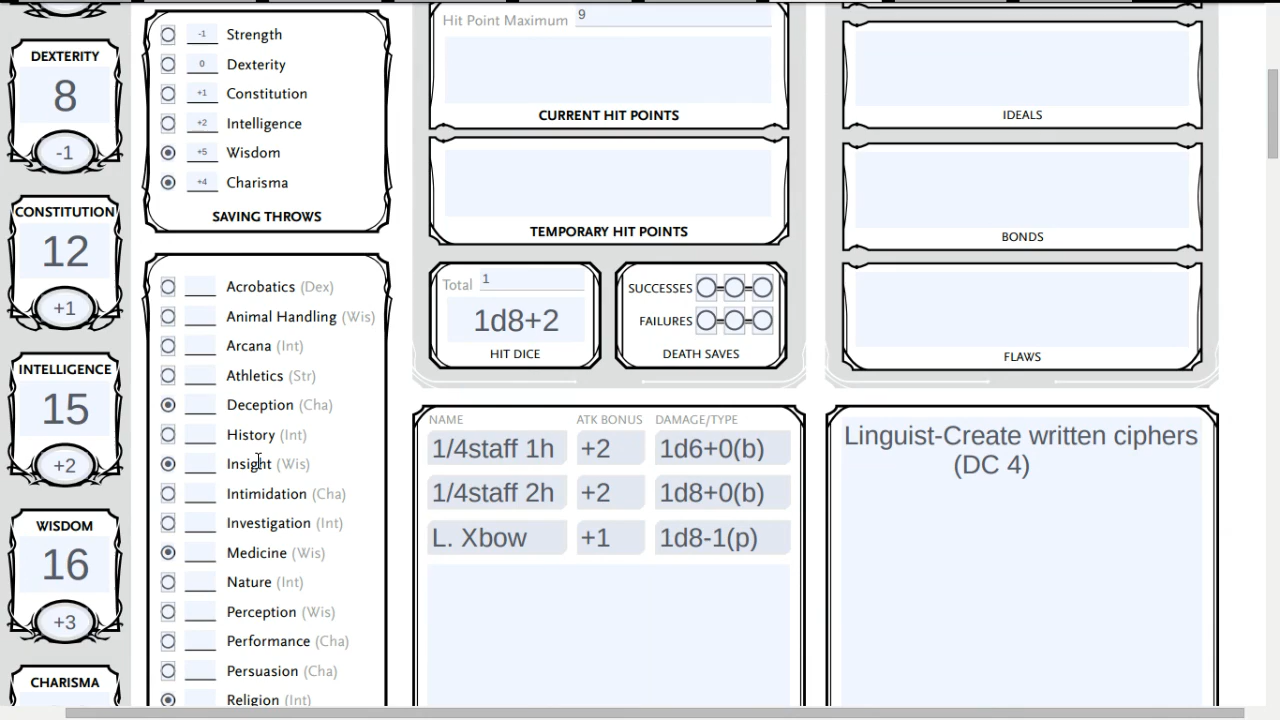 DEXTERITY
8
-1
CONSTITUTION
12
+1
INTELLIGENCE
15
+2
WISDOM
16
+3
CHARISMA
-1 Strength
0 Dexterity
+1 Constitution
+2 Intelligence
+5 Wisdom
+4 Charisma
SAVING THROWS
Acrobatics (Dex)
Animal Handling (Wis)
Arcana (Int)
Athletics (Str)
Deception (Cha)
History (Int)
Insight (Wis)
Intimidation (Cha)
Investigation (Int)
Medicine (Wis)
Nature (Int)
Perception (Wis)
Performance (Cha)
Persuasion (Cha)
Religion (Int)
Hit Point Maximum 9
CURRENT HIT POINTS
TEMPORARY HIT POINTS
Total 1
1d8+2
HIT DICE
SUCCESSES
FAILURES
DEATH SAVES
NAME ATK BONUS DAMAGE/TYPE
1/4staff 1h +2 1d6+0(b)
1/4staff 2h +2 1d8+0(b)
L. Xbow +1 1d8-1(p)
IDEALS
BONDS
FLAWS
Linguist-Create written ciphers
(DC 4)